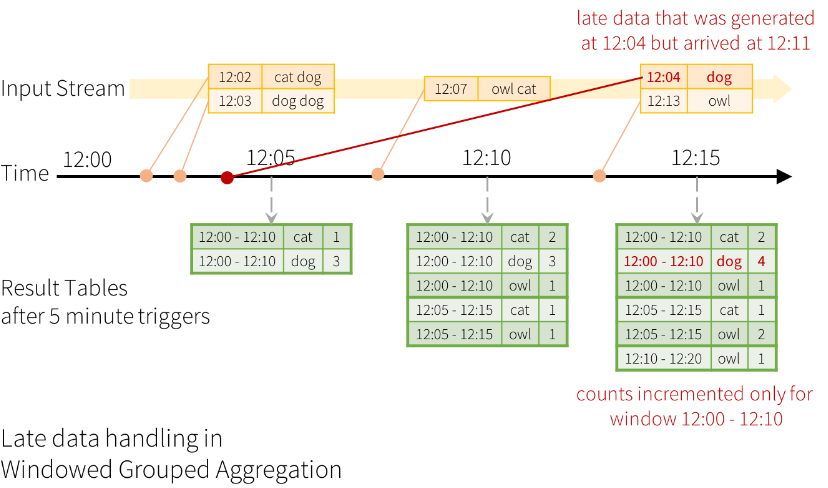 late data that was generated
at 12:04 but arrived at 12:11
Input Stream
12:02 cat dog
12:03 dog dog
12:07 owl cat
12:04 dog
12:13 owl
Time
12:00 12:05 12:10 12:15
12:00 - 12:10 cat 1
12:00 - 12:10 dog 3
12:00 - 12:10 cat 2
12:00 - 12:10 dog 3
12:00 - 12:10 owl 1
12:05 - 12:15 cat 1
12:05 - 12:15 owl 1
12:00 - 12:10 cat 2
12:00 - 12:10 dog 4
12:00 - 12:10 owl 1
12:05 - 12:15 cat 1
12:05 - 12:15 owl 2
12:10 - 12:20 owl 1
Result Tables
after 5 minute triggers
counts incremented only for
window 12:00 - 12:10
Late data handling in
Windowed Grouped Aggregation